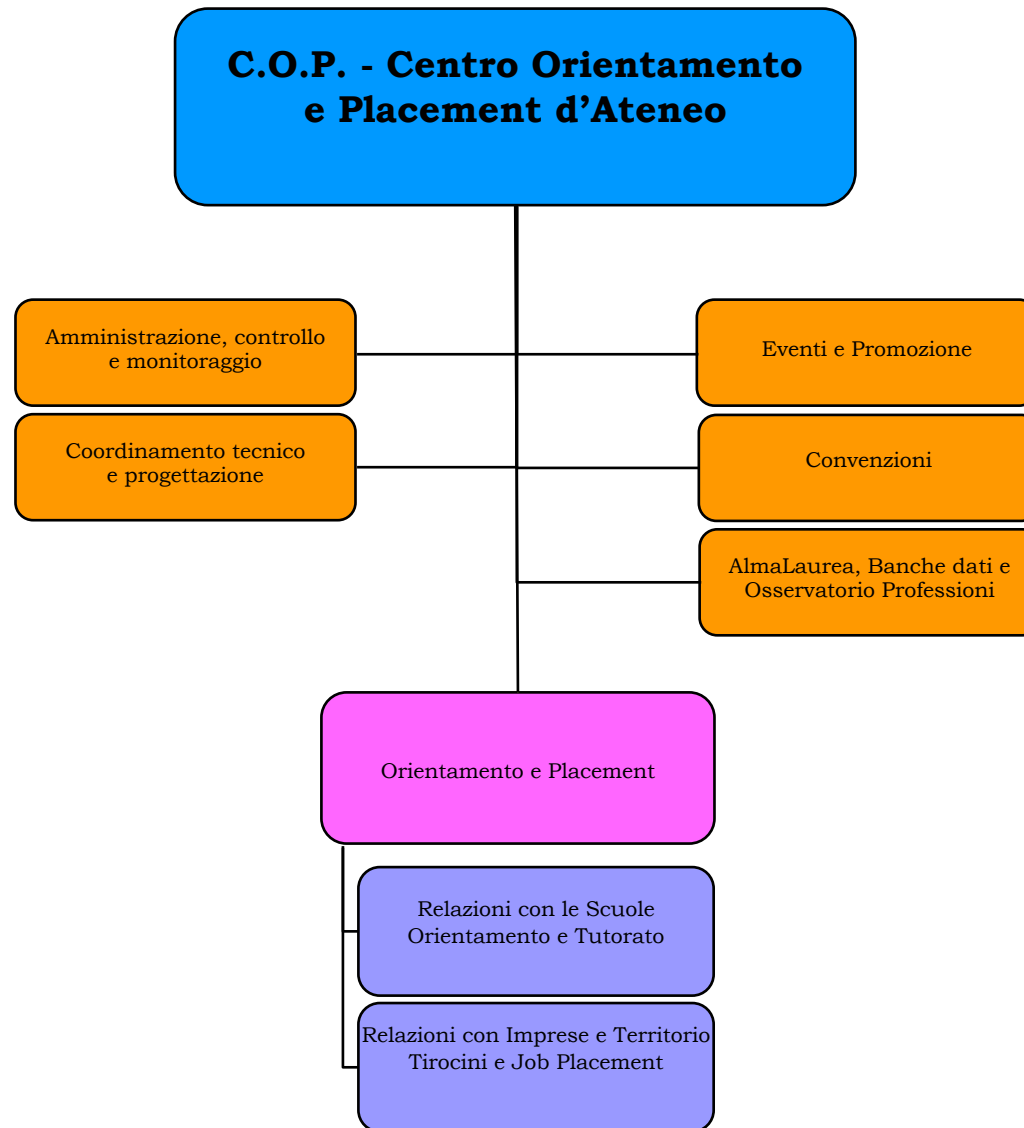 C.O.P. - Centro Orientamento
e Placement d’Ateneo
Amministrazione, controllo
e monitoraggio
Eventi e Promozione
Coordinamento tecnico
e progettazione
Convenzioni
AlmaLaurea, Banche dati e
Osservatorio Professioni
Orientamento e Placement
Relazioni con le Scuole
Orientamento e Tutorato
Relazioni con Imprese e Territorio
Tirocini e Job Placement